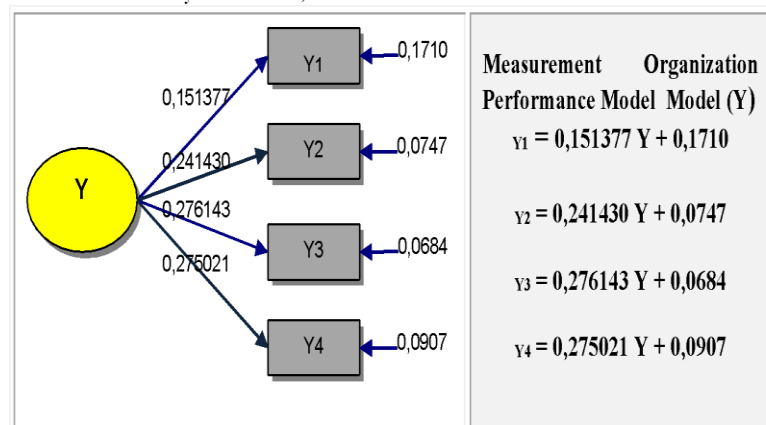 Y
0,151377
0,241430
0,276143
0,275021
Y1
0,1710
Y2
0,0747
Y3
0,0684
Y4
0,0907
Measurement Organization
Performance Model Model (Y)
Y1 = 0,151377 Y + 0,1710
Y2 = 0,241430 Y + 0,0747
Y3 = 0,276143 Y + 0,0684
Y4 = 0,275021 Y + 0,0907